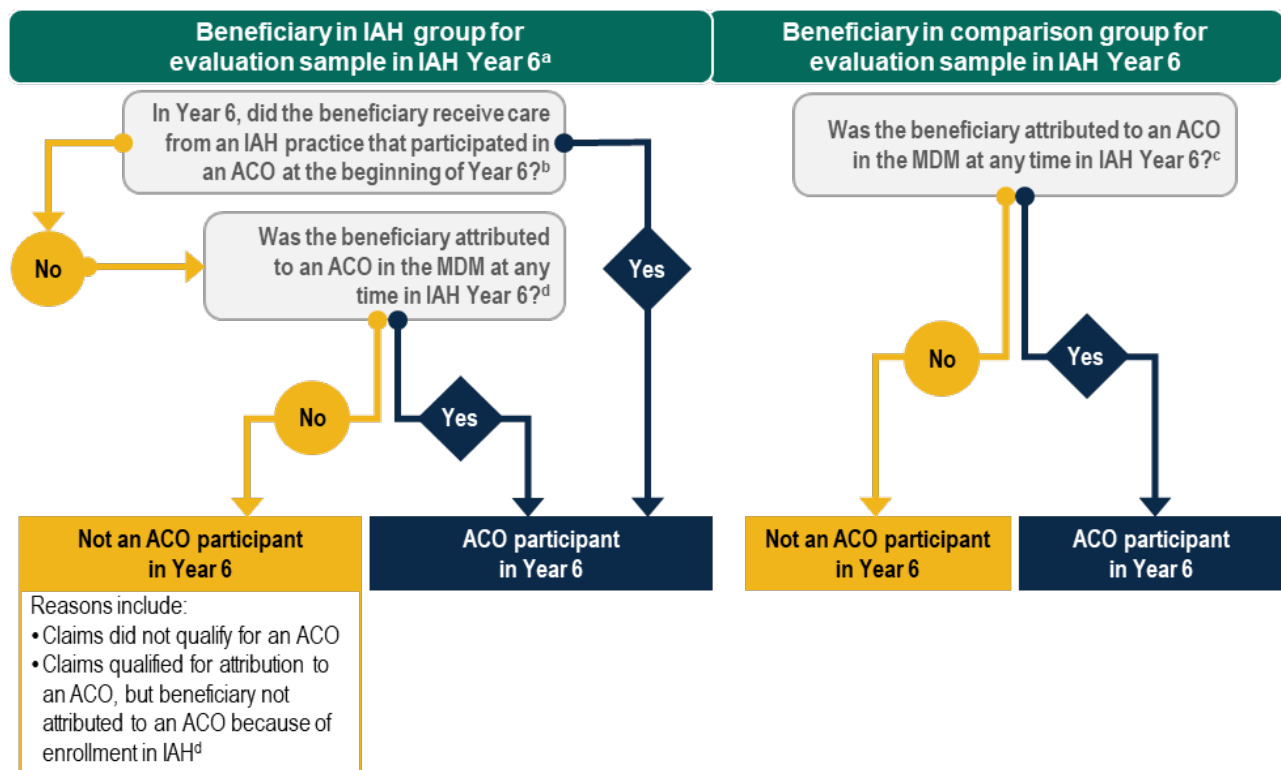 Beneficiary in IAH group for
evaluation sample in IAH Year 6a
In Year 6, did the beneficiary receive care
from an IAH practice that participated in
an ACO at the beginning of Year 6?b
No
Was the beneficiary attributed
to an ACO in the MDM at any
time in IAH Year 6?d
Yes
No
Yes
Not an ACO participant
in Year 6
Reasons include:
• Claims did not qualify for an ACO
• Claims qualified for attribution to
an ACO, but beneficiary not
attributed to an ACO because of
enrollment in IAHd
ACO participant
in Year 6
Beneficiary in comparison group for
evaluation sample in IAH Year 6
Was the beneficiary attributed to an ACO
in the MDM at any time in IAH Year 6?c
No
Yes
Not an ACO participant
in Year 6
ACO participant
in Year 6